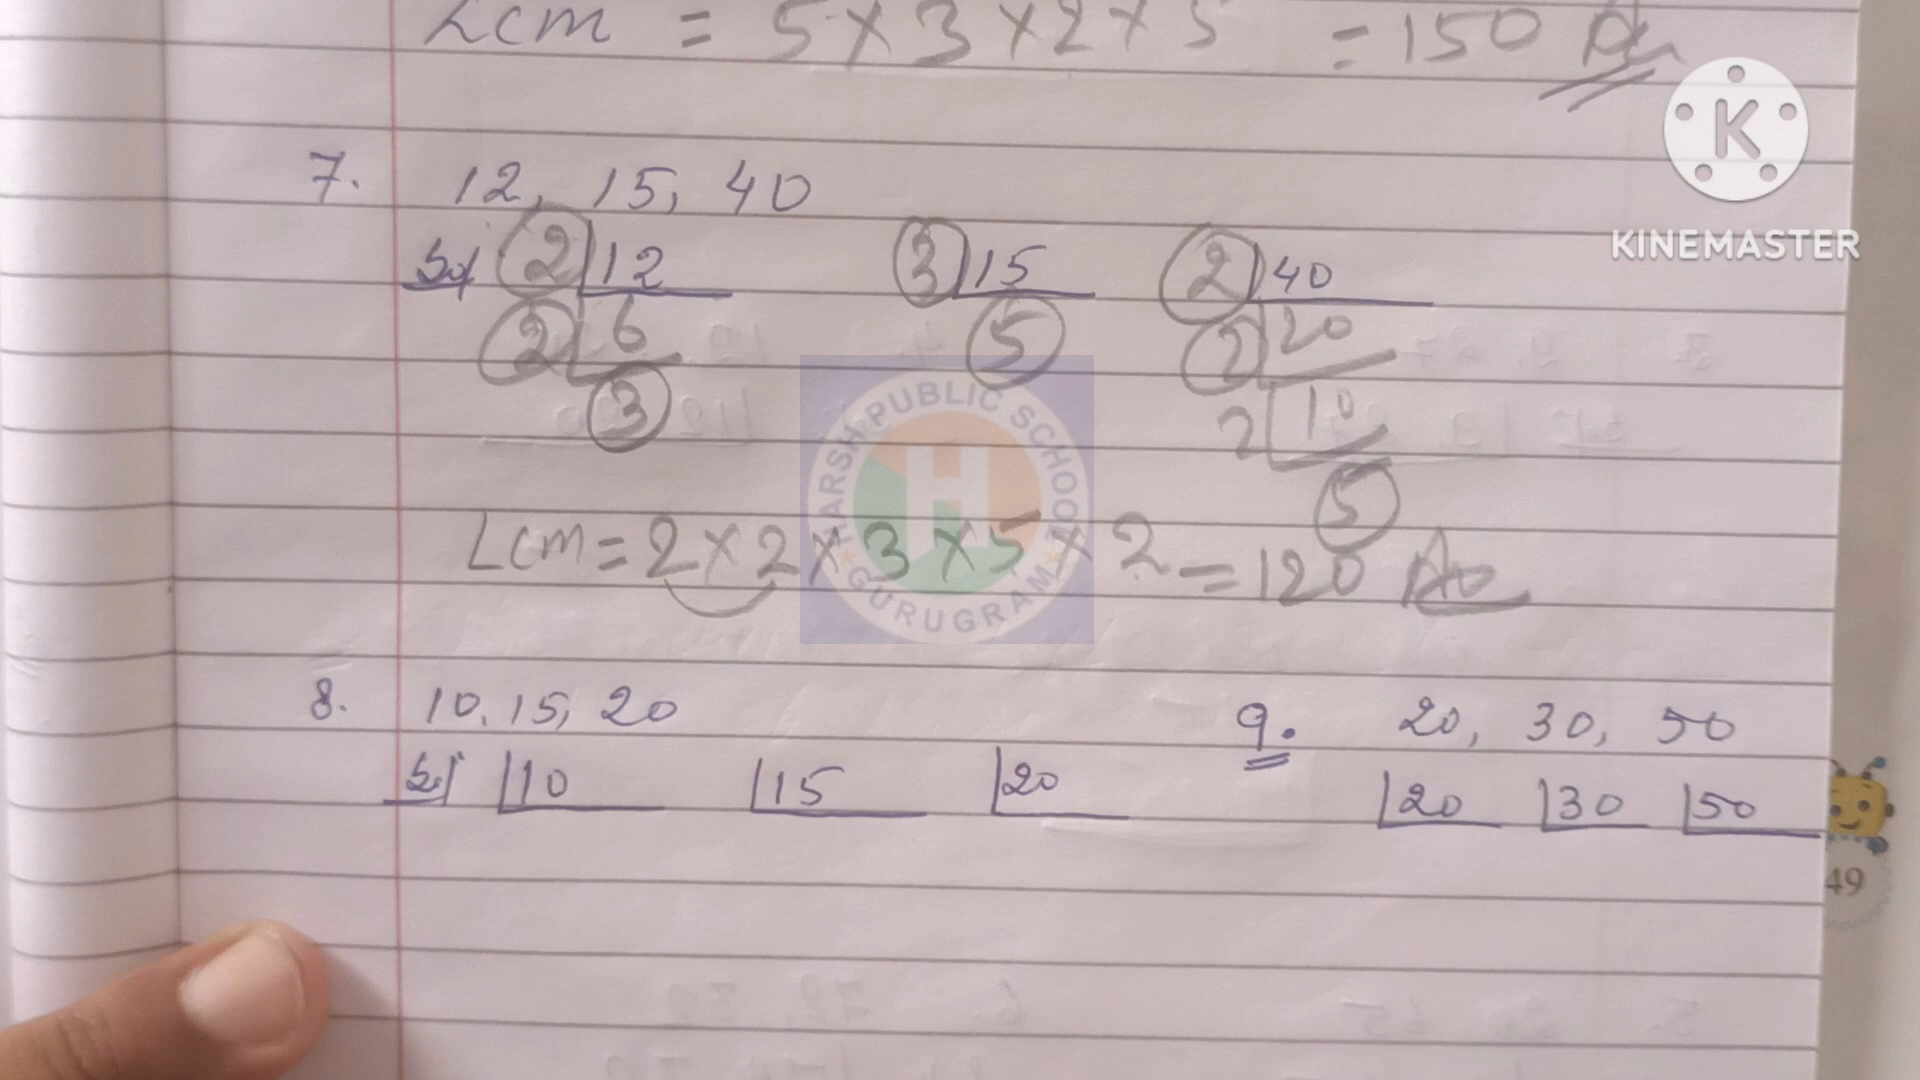 Lcm = 5 × 3 × 2 × 5 = 150
KINEMASTER
7. 12, 15, 40
Sol 2|12 3|15 2|40
2|6 5 2|20
3 2|10
5
Lcm = 2 × 2 × 3 × 5 × 2 = 120
HARSH PUBLIC SCHOOL
H
GURUGRAM
8. 10, 15, 20 9. 20, 30, 50
Sol |10 |15 |20 |20 |30 |50
49